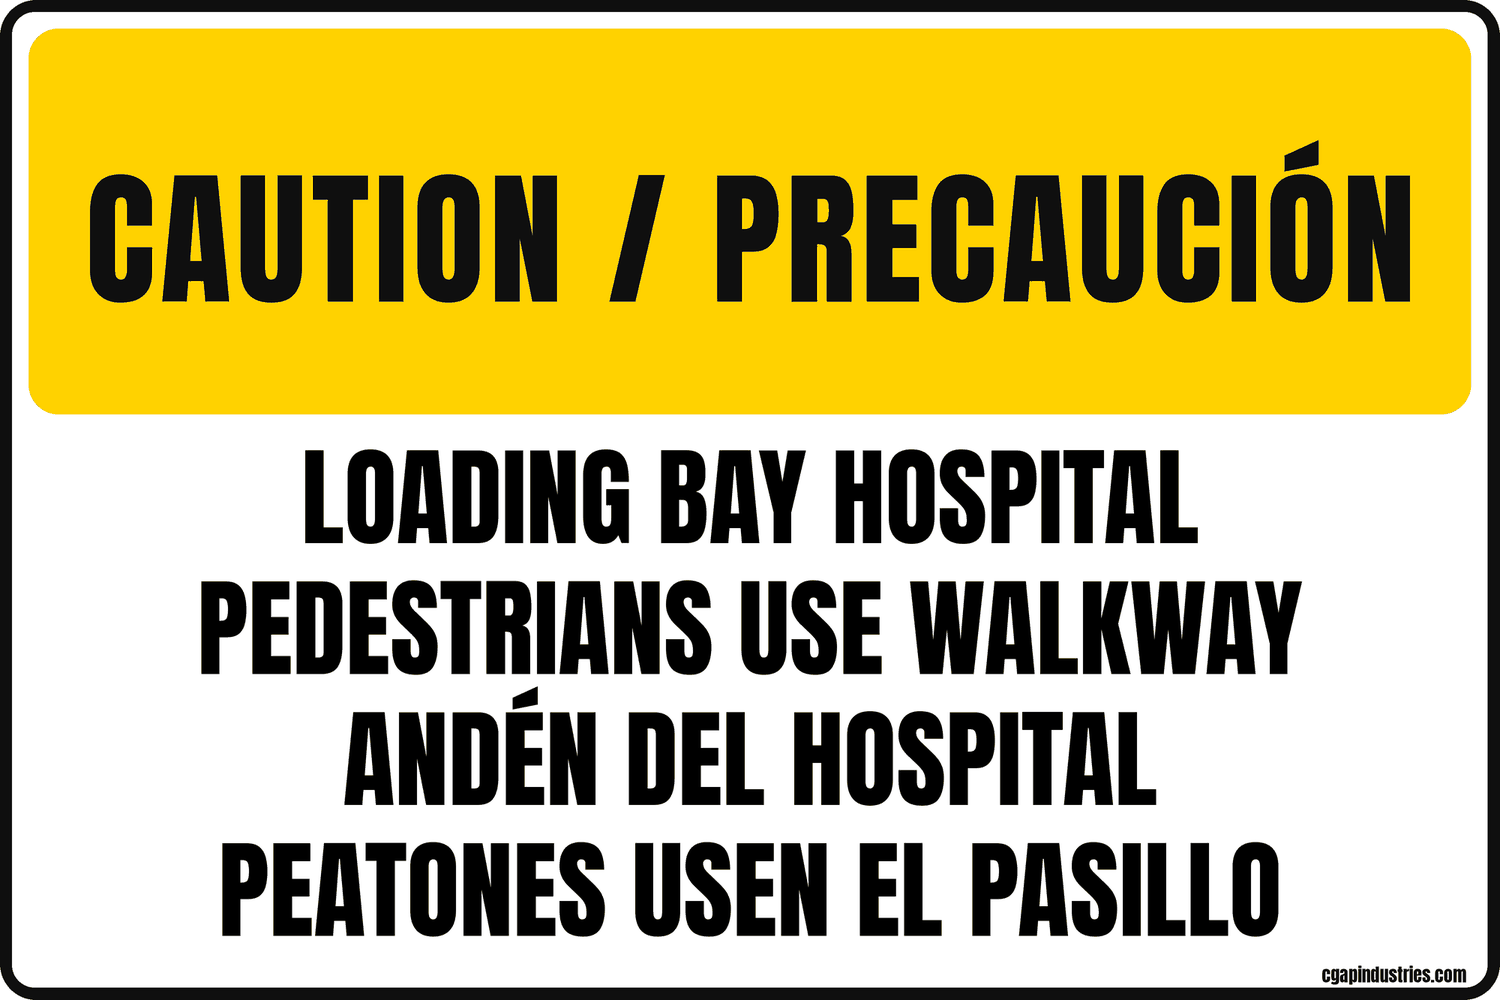 CAUTION / PRECAUCIÓN
LOADING BAY HOSPITAL
PEDESTRIANS USE WALKWAY
ANDÉN DEL HOSPITAL
PEATONES USEN EL PASILLO
cgapindustries.com